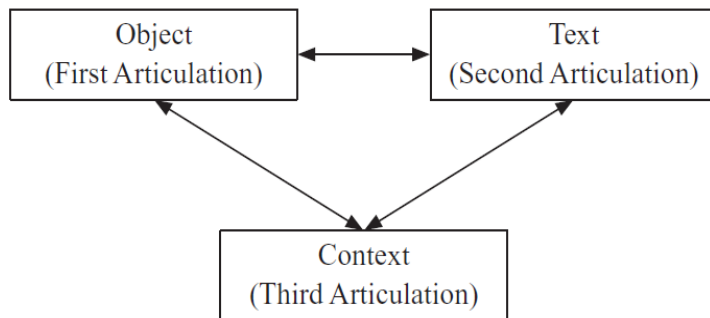 Object
(First Articulation)
Text
(Second Articulation)
Context
(Third Articulation)